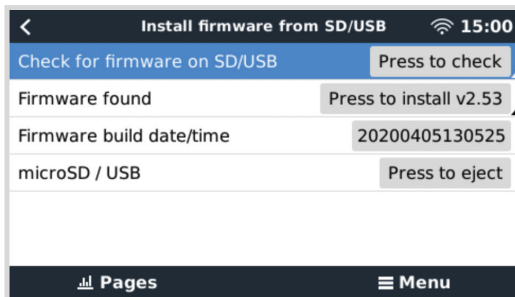 Install firmware from SD/USB 15:00
Check for firmware on SD/USB Press to check
Firmware found Press to install v2.53
Firmware build date/time 20200405130525
microSD / USB Press to eject
Pages Menu